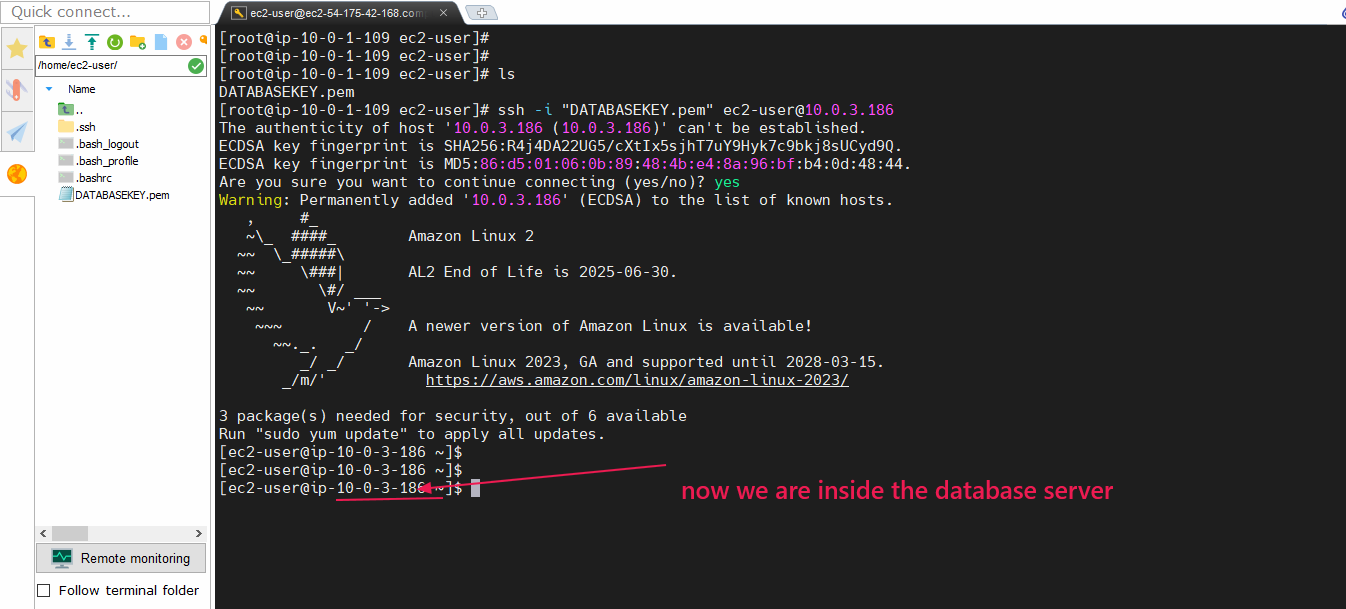 Quick connect...
ec2-user@ec2-54-175-42-168.com
/home/ec2-user/
Name
..
.ssh
.bash_logout
.bash_profile
.bashrc
DATABASEKEY.pem
Remote monitoring
Follow terminal folder
[root@ip-10-0-1-109 ec2-user]#
[root@ip-10-0-1-109 ec2-user]#
[root@ip-10-0-1-109 ec2-user]# ls
DATABASEKEY.pem
[root@ip-10-0-1-109 ec2-user]# ssh -i "DATABASEKEY.pem" ec2-user@10.0.3.186
The authenticity of host '10.0.3.186 (10.0.3.186)' can't be established.
ECDSA key fingerprint is SHA256:R4j4DA22UG5/cXtIx5sjhT7uY9Hyk7c9bkj8sUCyd9Q.
ECDSA key fingerprint is MD5:86:d5:01:06:0b:89:48:4b:e4:8a:96:bf:b4:0d:48:44.
Are you sure you want to continue connecting (yes/no)? yes
Warning: Permanently added '10.0.3.186' (ECDSA) to the list of known hosts.
   ,     #_
   ~\_  ####_        Amazon Linux 2
  ~~  \_#####\
  ~~     \###|       AL2 End of Life is 2025-06-30.
  ~~       \#/ ___
   ~~       V~' '->
    ~~~         /    A newer version of Amazon Linux is available!
      ~~._.   _/
         _/ _/       Amazon Linux 2023, GA and supported until 2028-03-15.
       _/m/'           https://aws.amazon.com/linux/amazon-linux-2023/
3 package(s) needed for security, out of 6 available
Run "sudo yum update" to apply all updates.
[ec2-user@ip-10-0-3-186 ~]$
[ec2-user@ip-10-0-3-186 ~]$
[ec2-user@ip-10-0-3-186 ~]$
now we are inside the database server